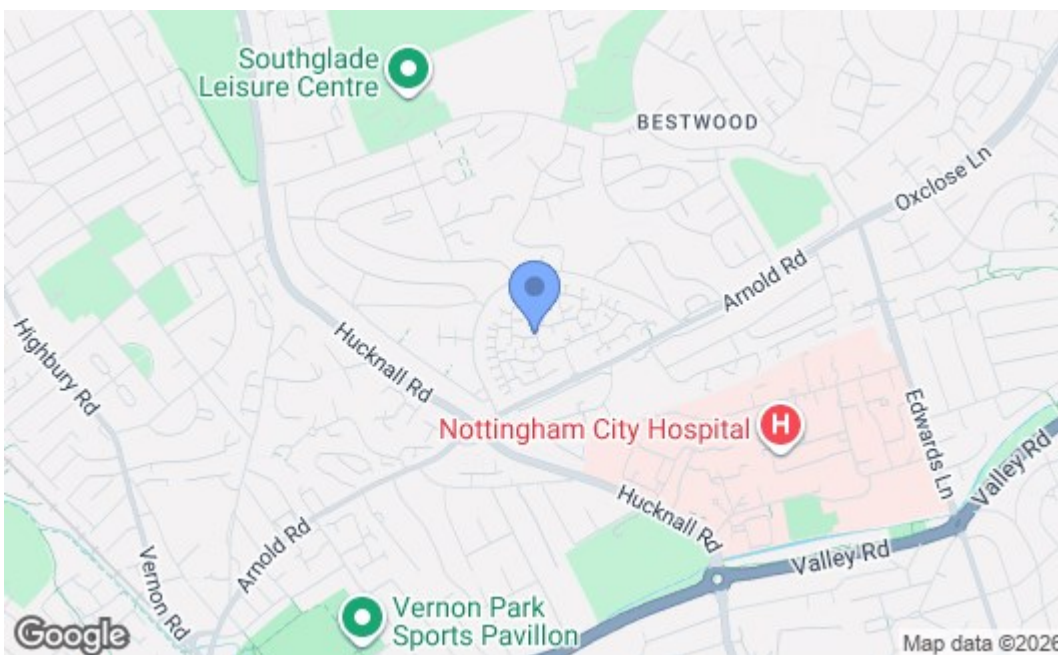 Southglade
Leisure Centre
BESTWOOD
Oxclose Ln
Arnold Rd
Highbury Rd
Hucknall Rd
Nottingham City Hospital
H
Edwards Ln
Valley Rd
Hucknall Rd
Arnold Rd
Vernon Rd
Valley Rd
Vernon Park
Sports Pavillon
Google
Map data ©2026